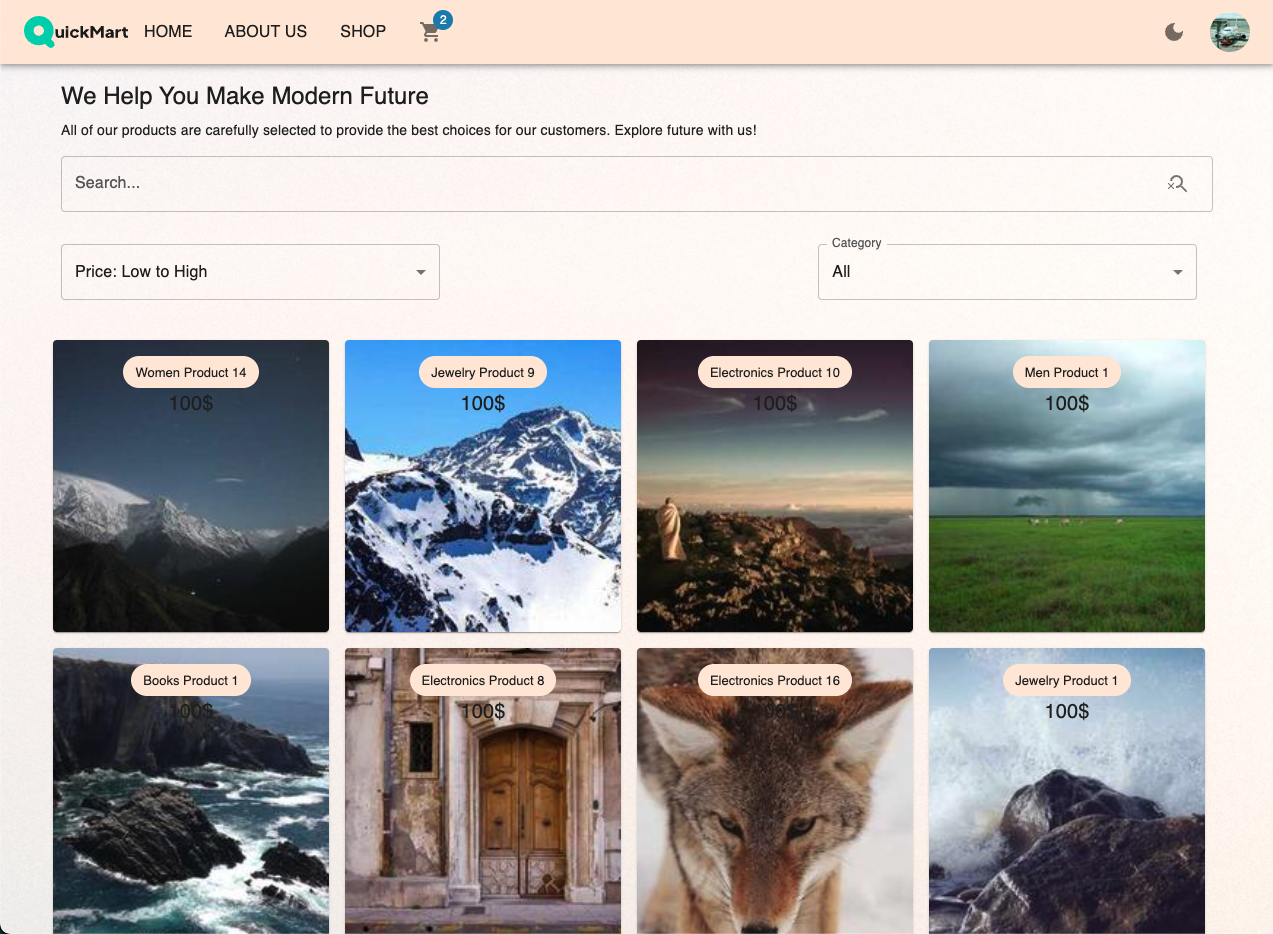 QuickMart HOME ABOUT US SHOP 2
We Help You Make Modern Future
All of our products are carefully selected to provide the best choices for our customers. Explore future with us!
Search...
Category
Price: Low to High All
Women Product 14 Jewelry Product 9 Electronics Product 10 Men Product 1
100$ 100$ 100$ 100$
Books Product 1 Electronics Product 8 Electronics Product 16 Jewelry Product 1
100$ 100$ 100$